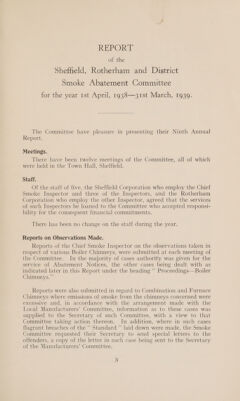 REPORT
of the
Sheffield, Rotherham and District
Smoke Abatement Committee
for the year 1st April, 1938—31st March, 1939.
The Committee have pleasure in presenting their Ninth Annual
Report.
Meetings.
There have been twelve meetings of the Committee, all of which
were held in the Town Hall, Sheffield.
Staff.
Of the staff of five, the Sheffield Corporation who employ the Chief
Smoke Inspector and three of the Inspectors, and the Rotherham
Corporation who employ the other Inspector, agreed that the services
of such Inspectors be loaned to the Committee who accepted responsi-
bility for the consequent financial commitments.
There has been no change on the staff during the year.
Reports on Observations Made.
Reports of the Chief Smoke Inspector on the observations taken
in respect of various Boiler Chimneys, were submitted at each meeting of
the Committee. In the majority of cases authority was given for the
service of Abatement Notices, the other cases being dealt with as
indicated later in this Report under the heading "Proceedings—Boiler
Chimneys."
Reports were also submitted in regard to Combination and Furnace
Chimneys where emissions of smoke from the chimneys concerned were
excessive and, in accordance with the arrangement made with the
Local Manufacturers' Committee, information as to these cases was
supplied to the Secretary of such Committee, with a view to that
Committee taking action thereon. In addition, where in such cases
flagrant breaches of the "Standard" laid down were made, the Smoke
Committee requested their Secretary to send special letters to the
offenders, a copy of the letter in each case being sent to the Secretary
of the Manufacturers' Committee.